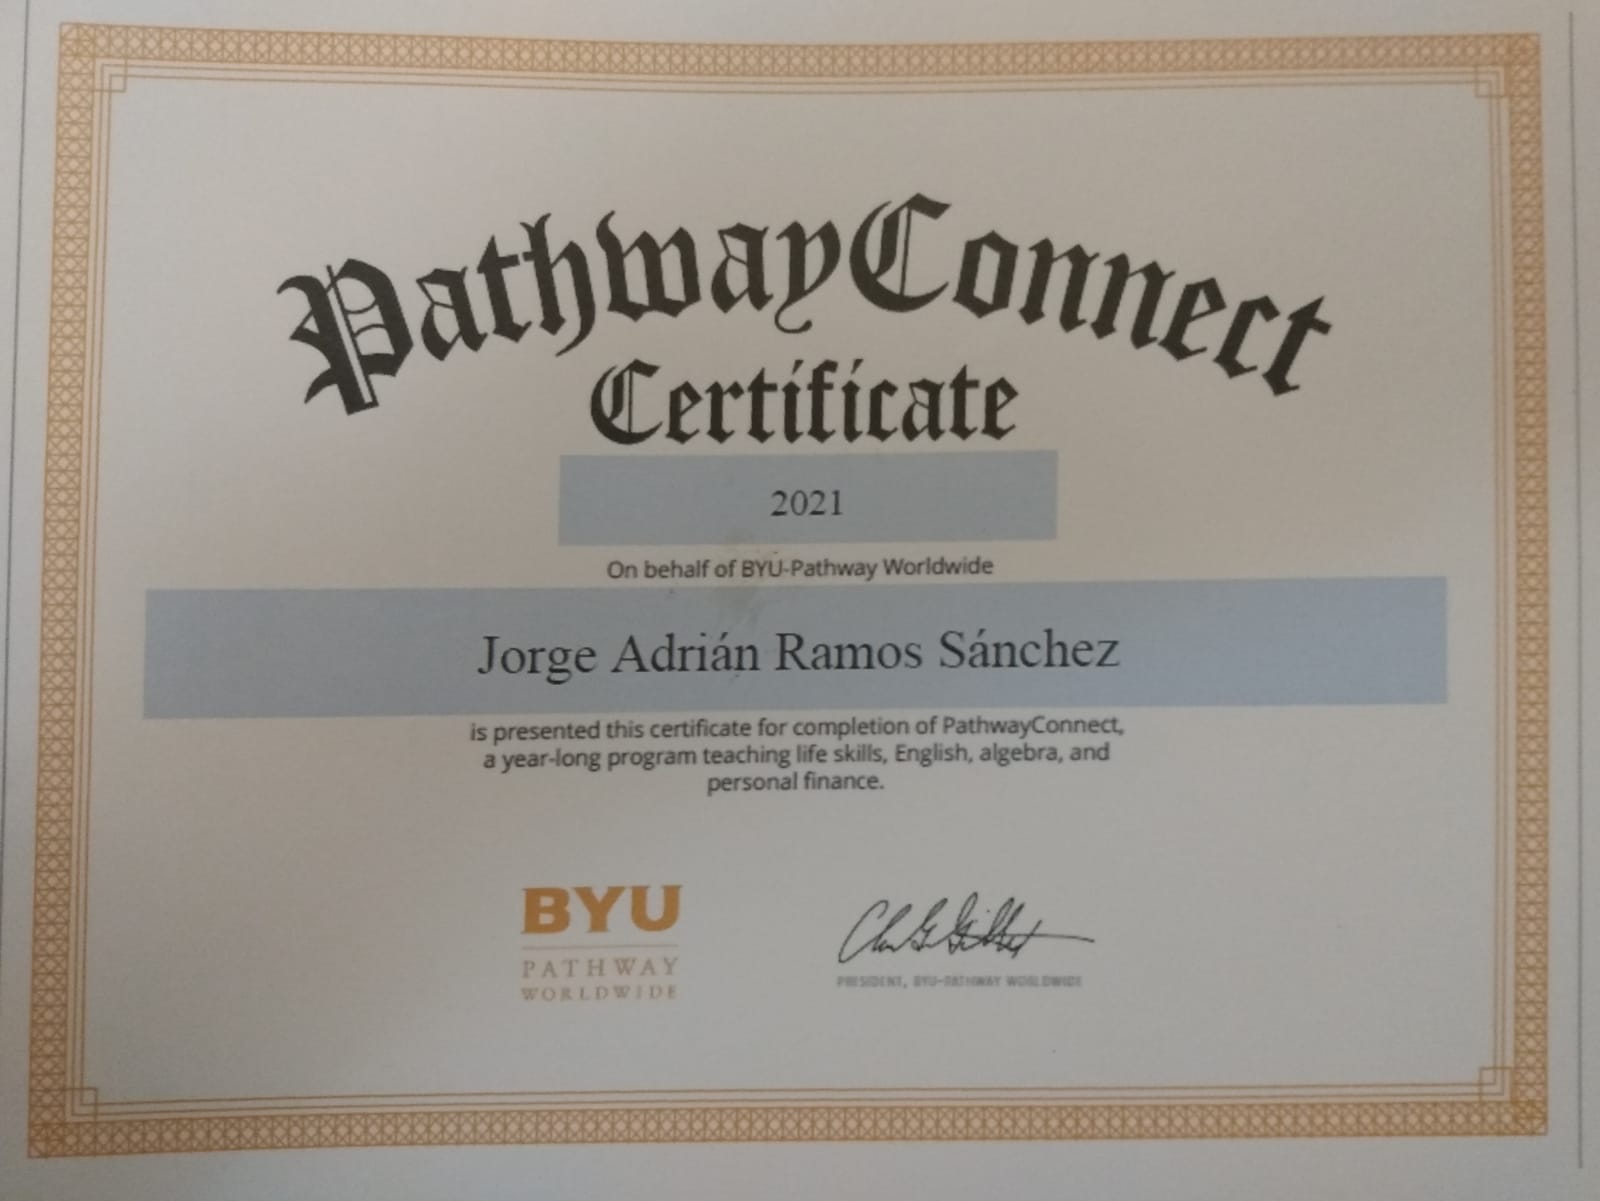 PathwayConnect
Certificate
2021
On behalf of BYU-Pathway Worldwide
Jorge Adrián Ramos Sánchez
is presented this certificate for completion of PathwayConnect,
a year-long program teaching life skills, English, algebra, and
personal finance.
BYU
PATHWAY
WORLDWIDE
PRESIDENT, BYU-PATHWAY WORLDWIDE